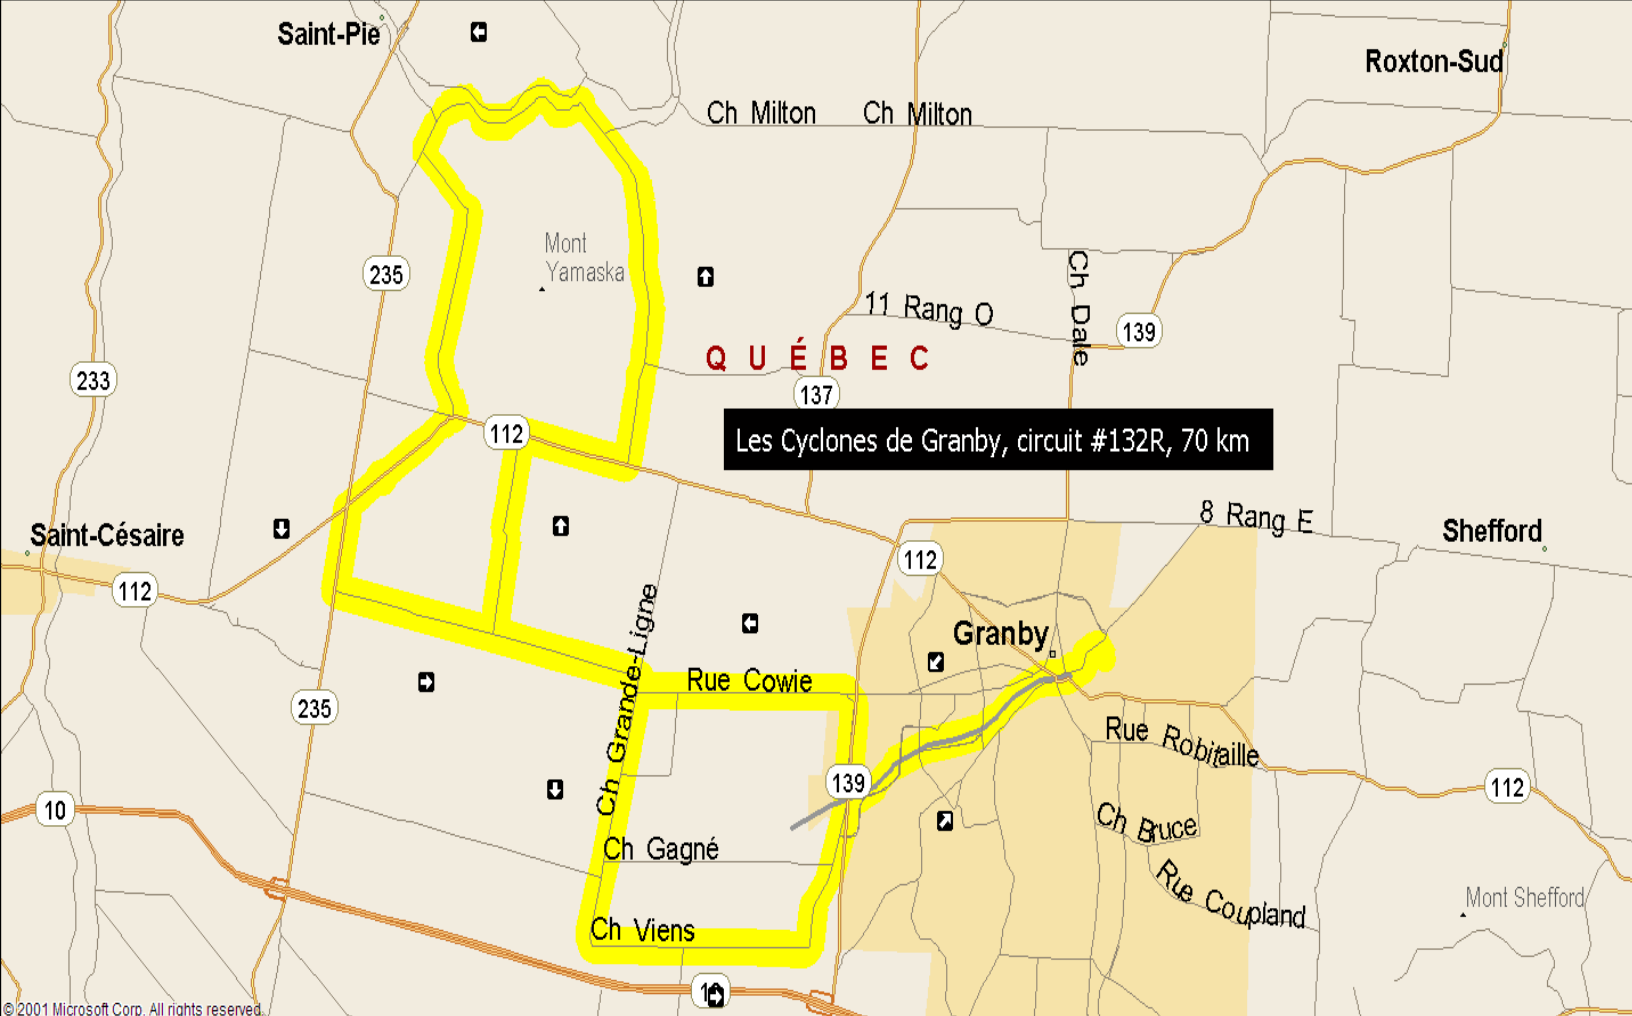 Saint-Pie
Roxton-Sud
Ch Milton
Ch Milton
Mont
Yamaska
235
11 Rang O
Ch Dale
139
QUÉBEC
233
137
112
Les Cyclones de Granby, circuit #132R, 70 km
8 Rang E
Saint-Césaire
Shefford
112
112
Ch Grande-Ligne
Granby
Rue Cowie
235
Rue Robitaille
139
112
10
Ch Bruce
Ch Gagné
Rue Coupland
Mont Shefford
Ch Viens
© 2001 Microsoft Corp. All rights reserved.